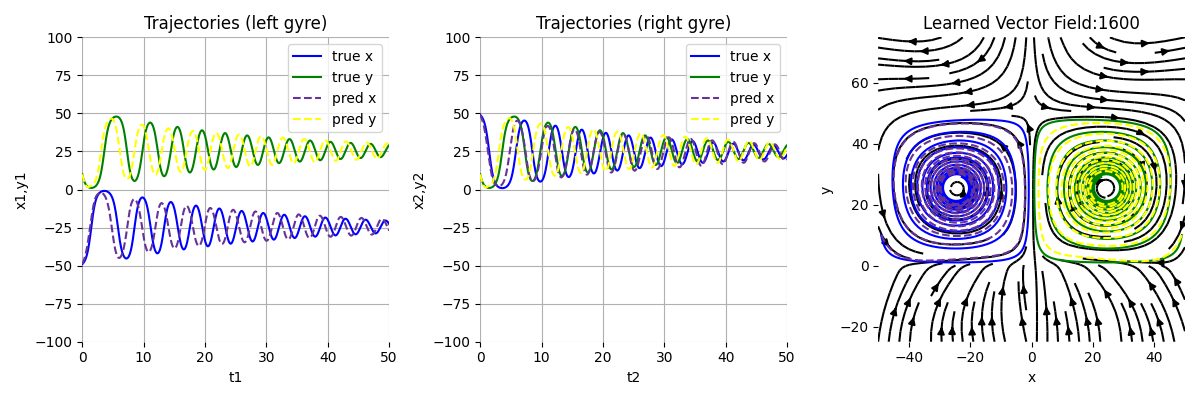 Trajectories (left gyre)
100
75
50
25
0
−25
−50
−75
−100
0 10 20 30 40 50
x1,y1
t1
true x
true y
pred x
pred y
Trajectories (right gyre)
100
75
50
25
0
−25
−50
−75
−100
0 10 20 30 40 50
x2,y2
t2
true x
true y
pred x
pred y
Learned Vector Field:1600
60
40
20
0
−20
−40 −20 0 20 40
y
x